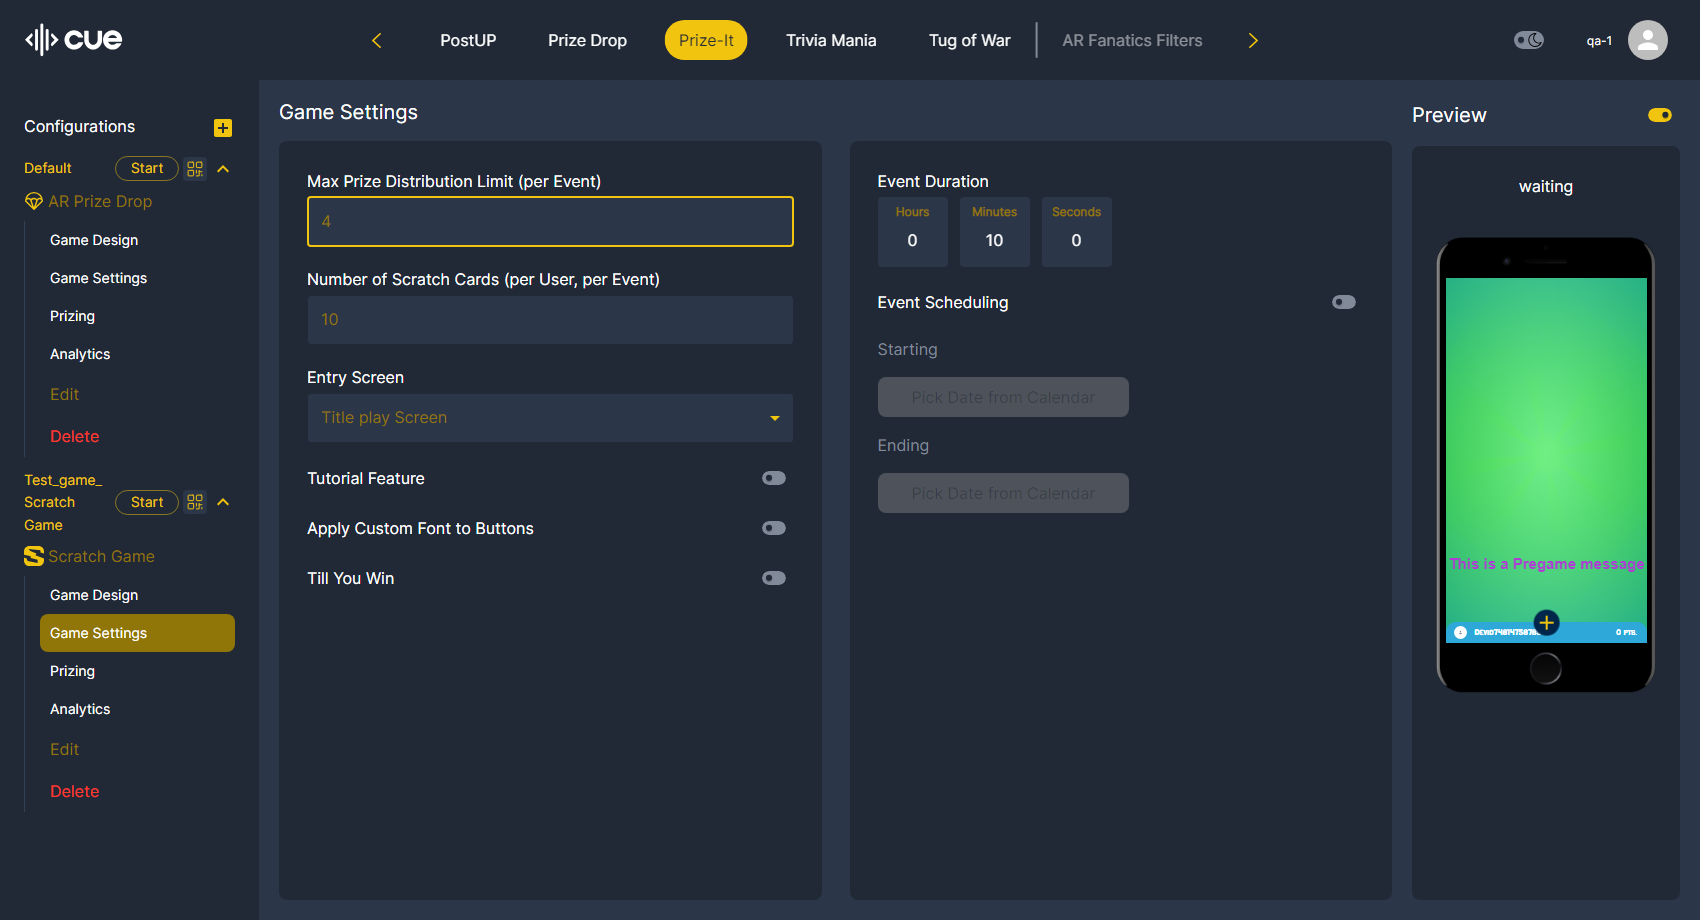 cue
PostUP
Prize Drop
Prize-It
Trivia Mania
Tug of War
AR Fanatics Filters
qa-1
Configurations
Default
Start
AR Prize Drop
Game Design
Game Settings
Prizing
Analytics
Edit
Delete
Test_game_
Scratch
Game
Start
Scratch Game
Game Design
Game Settings
Prizing
Analytics
Edit
Delete
Game Settings
Max Prize Distribution Limit (per Event)
4
Number of Scratch Cards (per User, per Event)
10
Entry Screen
Title play Screen
Tutorial Feature
Apply Custom Font to Buttons
Till You Win
Event Duration
Hours
Minutes
Seconds
0
10
0
Event Scheduling
Starting
Pick Date from Calendar
Ending
Pick Date from Calendar
Preview
waiting
This is a Pregame message
0 PTS.